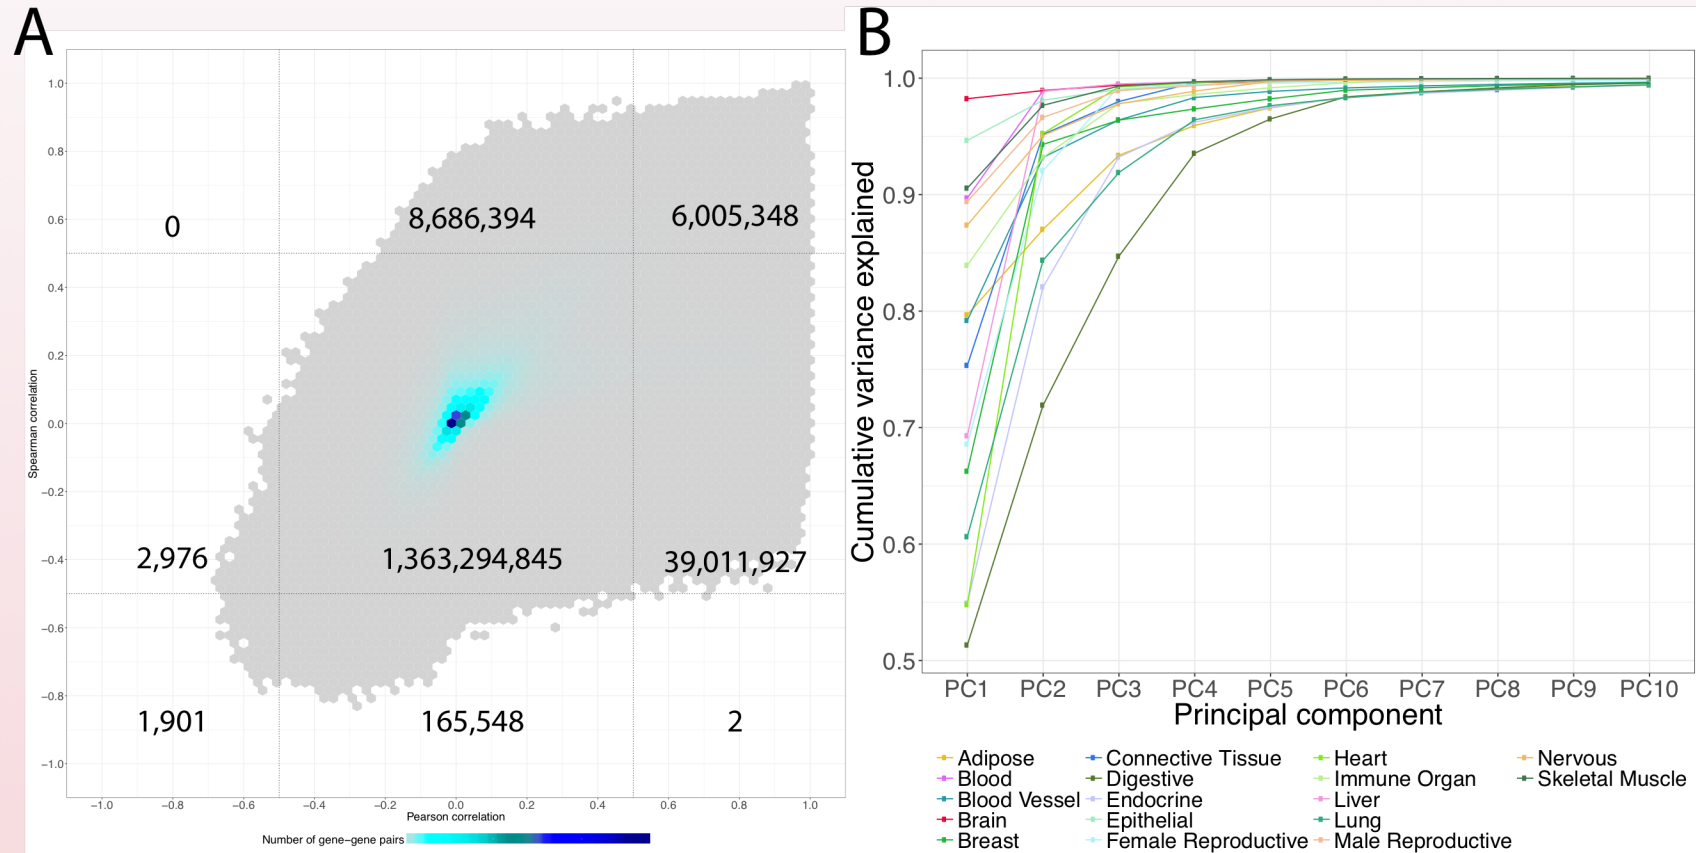 A
1.0
0.8
0.6
0.4
0.2
0.0
−0.2
−0.4
−0.6
−0.8
−1.0
Spearman correlation
0
8,686,394
6,005,348
2,976
1,363,294,845
39,011,927
1,901
165,548
2
−1.0
−0.8
−0.6
−0.4
−0.2
0.0
0.2
0.4
0.6
0.8
1.0
Pearson correlation
Number of gene−gene pairs
B
1.0
0.9
0.8
0.7
0.6
0.5
Cumulative variance explained
PC1
PC2
PC3
PC4
PC5
PC6
PC7
PC8
PC9
PC10
Principal component
Adipose
Blood
Blood Vessel
Brain
Breast
Connective Tissue
Digestive
Endocrine
Epithelial
Female Reproductive
Heart
Immune Organ
Liver
Lung
Male Reproductive
Nervous
Skeletal Muscle